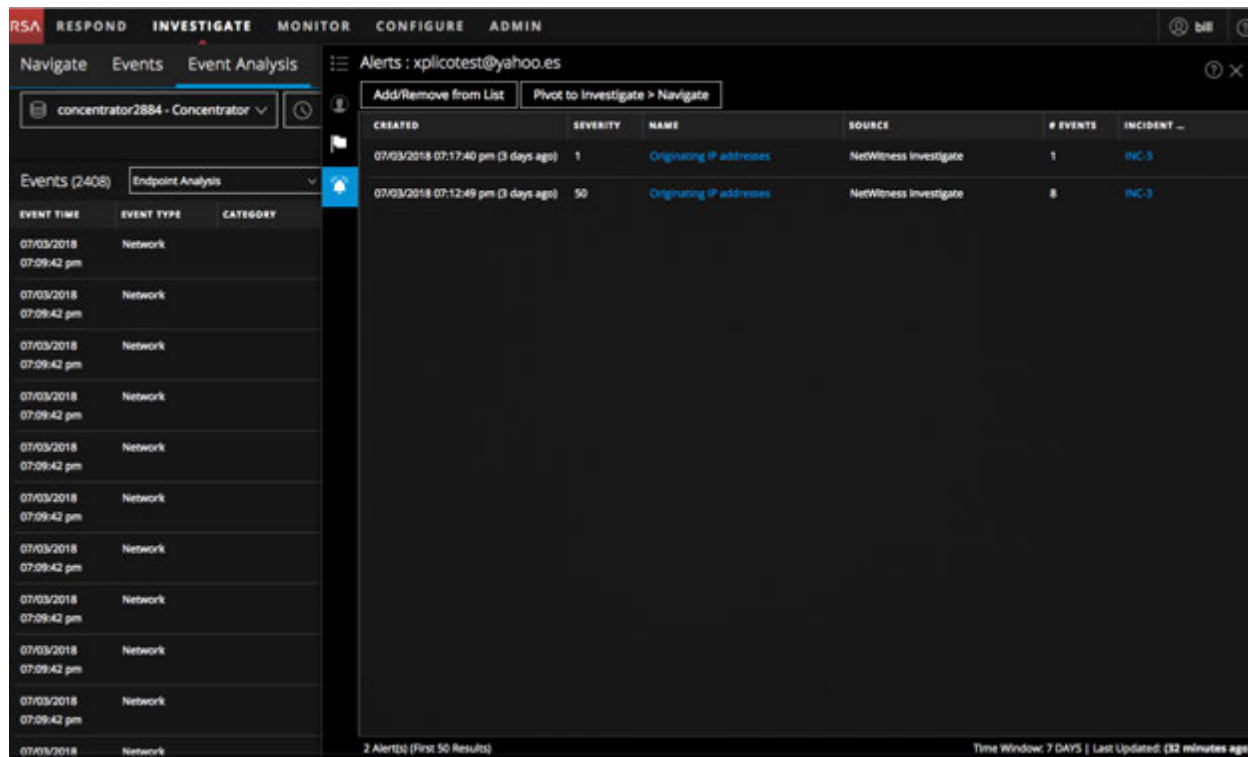 RSA RESPOND INVESTIGATE MONITOR CONFIGURE ADMIN bill
Navigate Events Event Analysis
concentrator2884 - Concentrator
Events (2408) Endpoint Analysis
EVENT TIME EVENT TYPE CATEGORY
07/03/2018 Network
07:09:42 pm
07/03/2018 Network
07:09:42 pm
07/03/2018 Network
07:09:42 pm
07/03/2018 Network
07:09:42 pm
07/03/2018 Network
07:09:42 pm
07/03/2018 Network
07:09:42 pm
07/03/2018 Network
07:09:42 pm
07/03/2018 Network
07:09:42 pm
07/03/2018 Network
07:09:42 pm
07/03/2018 Network
07:09:42 pm
07/03/2018 Network
Alerts : xplicotest@yahoo.es
Add/Remove from List Pivot to Investigate > Navigate
CREATED SEVERITY NAME SOURCE # EVENTS INCIDENT ...
07/03/2018 07:17:40 pm (3 days ago) 1 Originating IP addresses NetWitness Investigate 1 INC-3
07/03/2018 07:12:49 pm (3 days ago) 50 Originating IP addresses NetWitness Investigate 8 INC-3
2 Alert(s) (First 50 Results) Time Window: 7 DAYS | Last Updated: (32 minutes ago